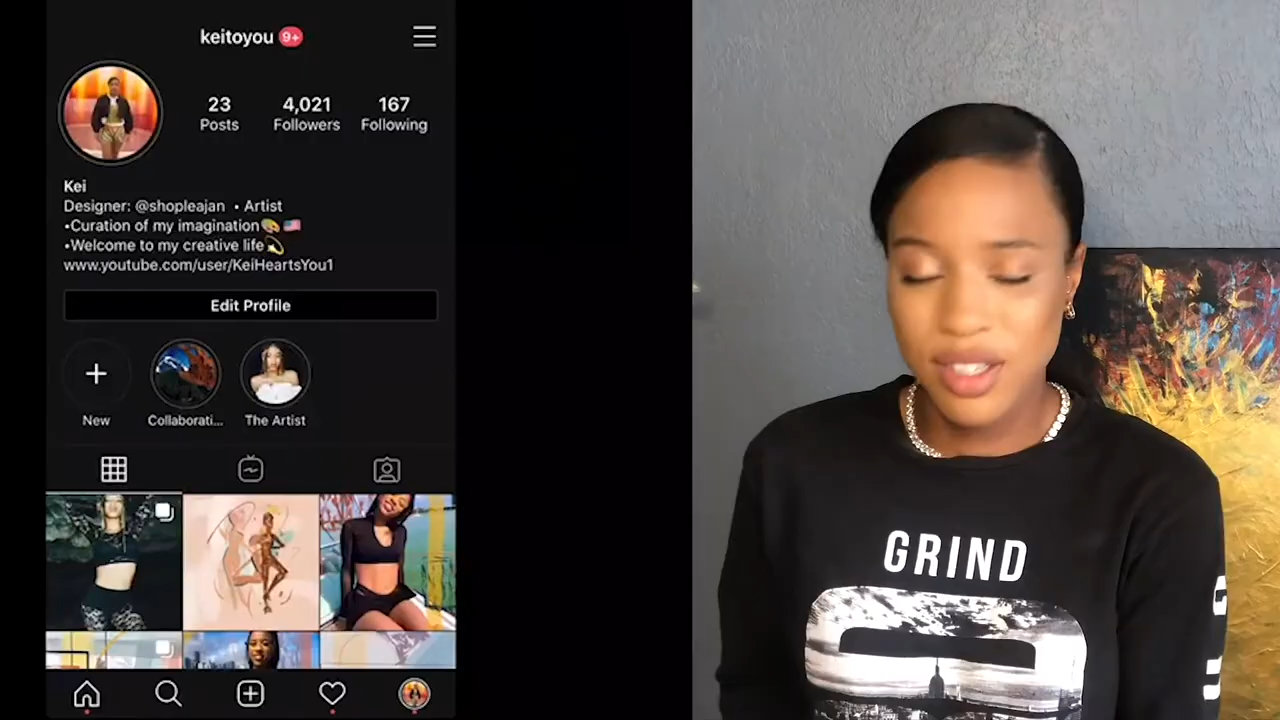 keitoyou 9+
23 4,021 167
Posts Followers Following
Kei
Designer: @shopleajan • Artist
•Curation of my imagination🎨🇺🇸
•Welcome to my creative life💫
www.youtube.com/user/KeiHeartsYou1
Edit Profile
New Collaborati... The Artist
GRIND